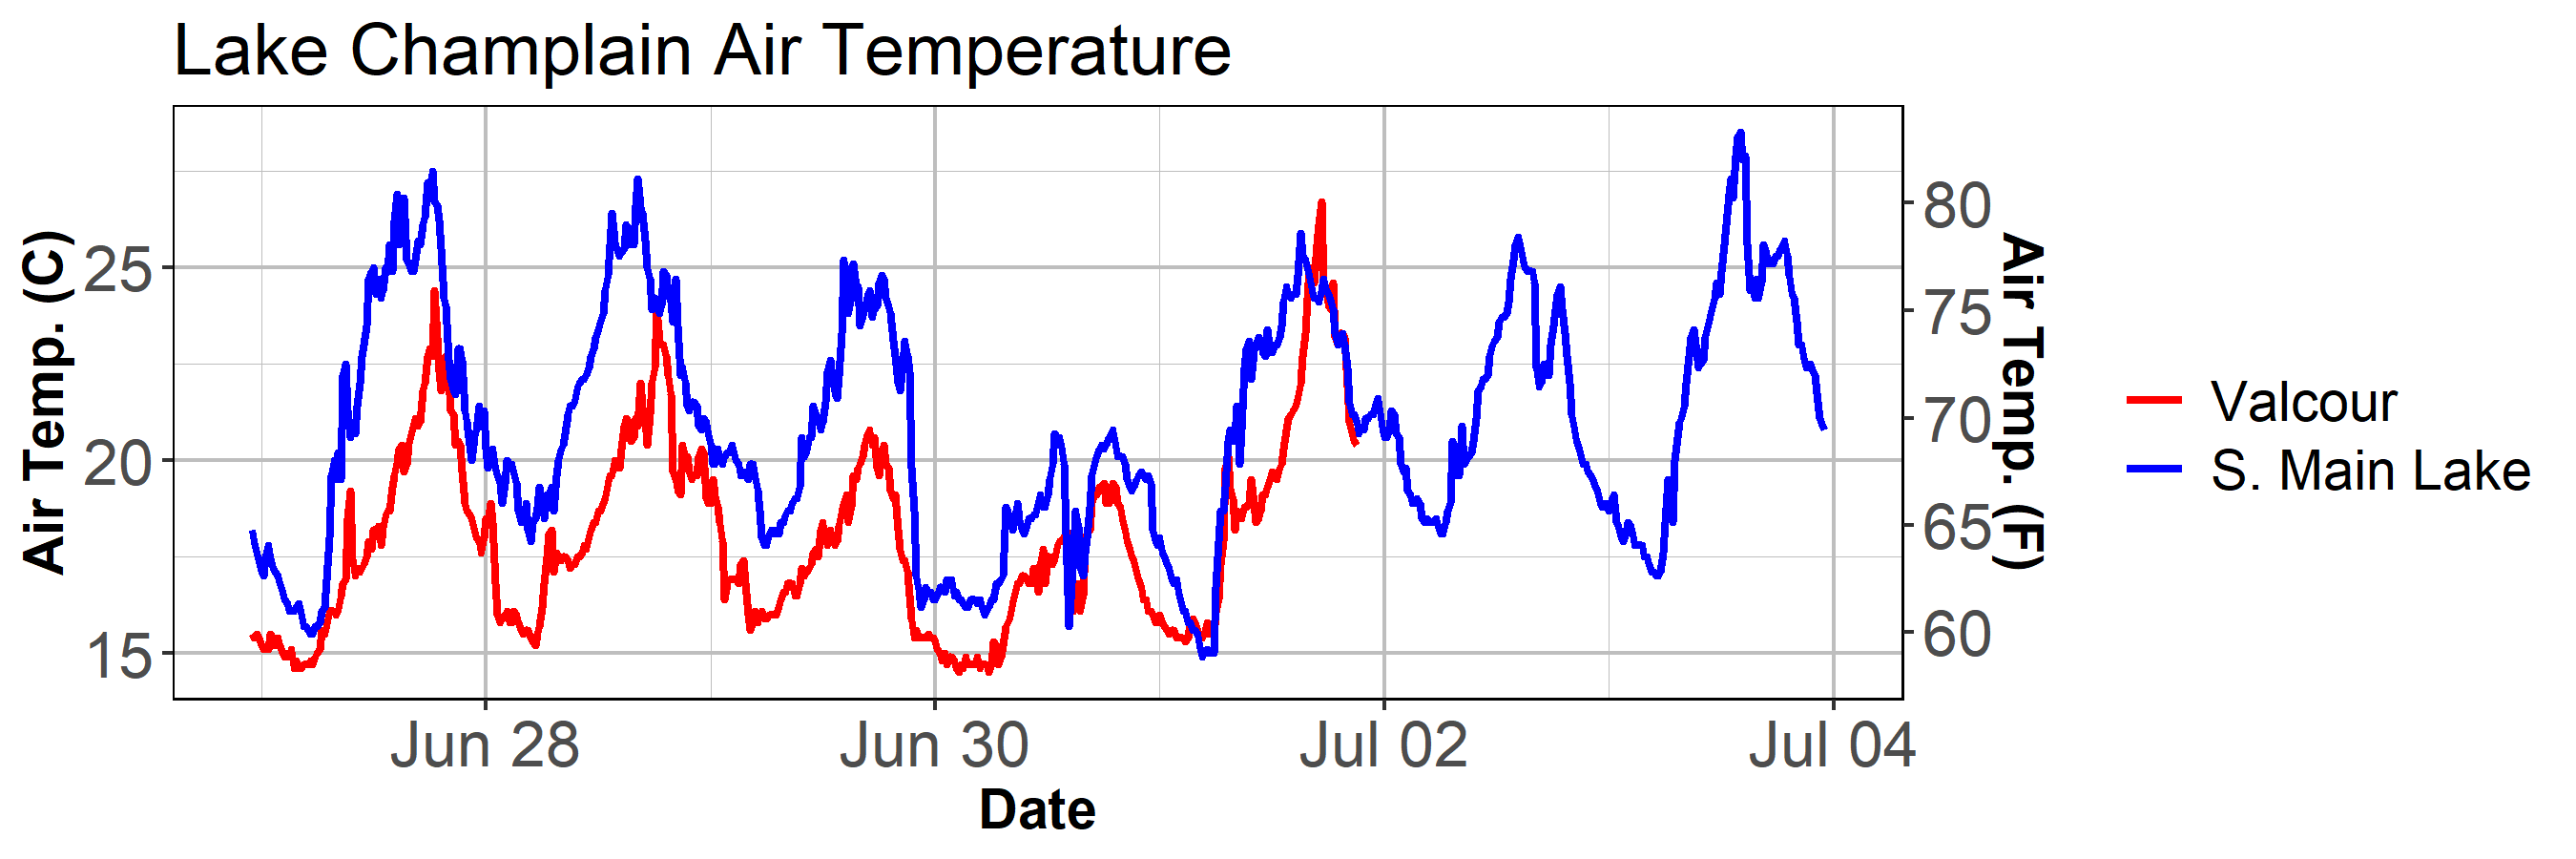 Lake Champlain Air Temperature
Air Temp. (C)
25
20
15
80
75
70
65
60
Air Temp. (F)
Jun 28
Jun 30
Jul 02
Jul 04
Date
Valcour
S. Main Lake